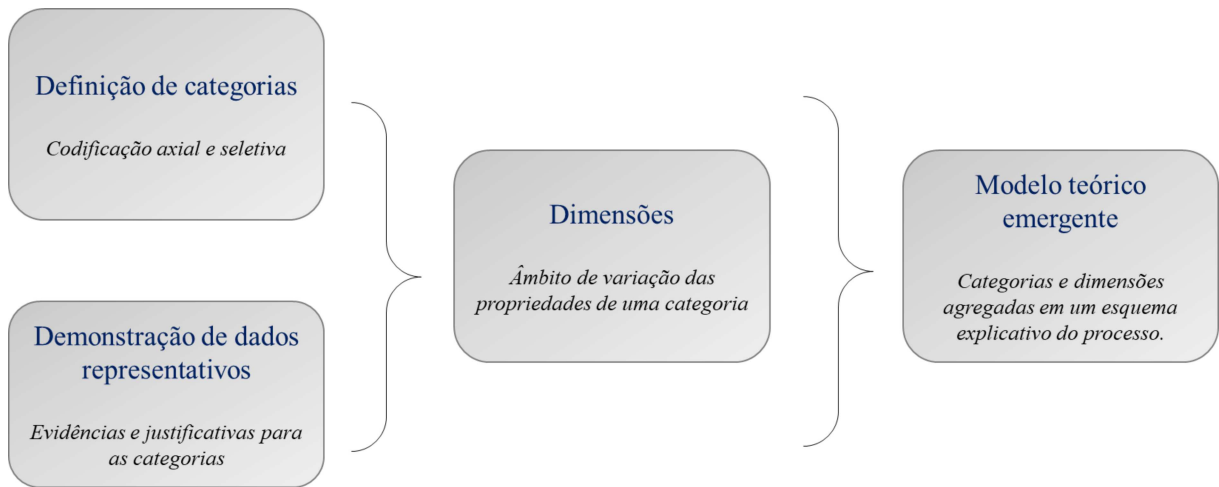 Definição de categorias
Codificação axial e seletiva
Demonstração de dados
representativos
Evidências e justificativas para
as categorias
Dimensões
Âmbito de variação das
propriedades de uma categoria
Modelo teórico
emergente
Categorias e dimensões
agregadas em um esquema
explicativo do processo.